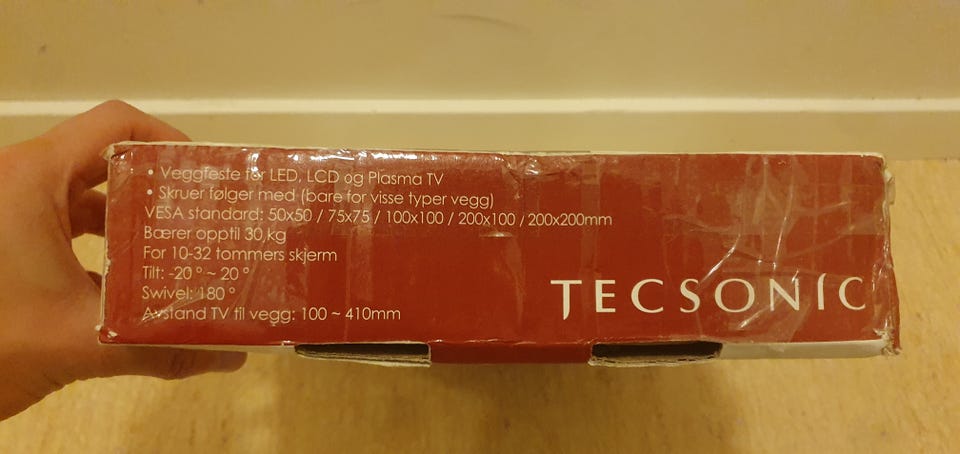 • Veggfeste for LED, LCD og Plasma TV
• Skruer følger med (bare for visse typer vegg)
VESA standard: 50x50 / 75x75 / 100x100 / 200x100 / 200x200mm
Bærer opptil 30 kg
For 10-32 tommers skjerm
Tilt: -20 ° ~ 20 °
Swivel: 180 °
Avstand TV til vegg: 100 ~ 410mm
TECSONIC